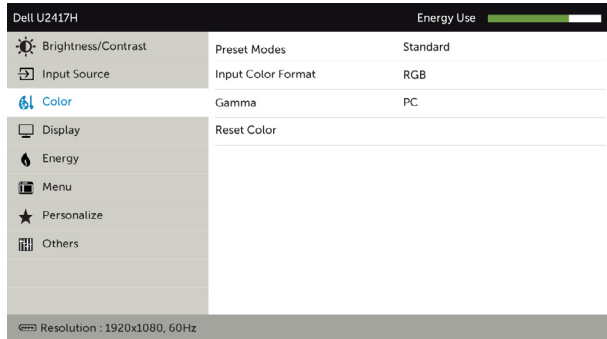 Dell U2417H Energy Use
Brightness/Contrast
Input Source
Color
Display
Energy
Menu
Personalize
Others
Preset Modes Standard
Input Color Format RGB
Gamma PC
Reset Color
Resolution : 1920x1080, 60Hz